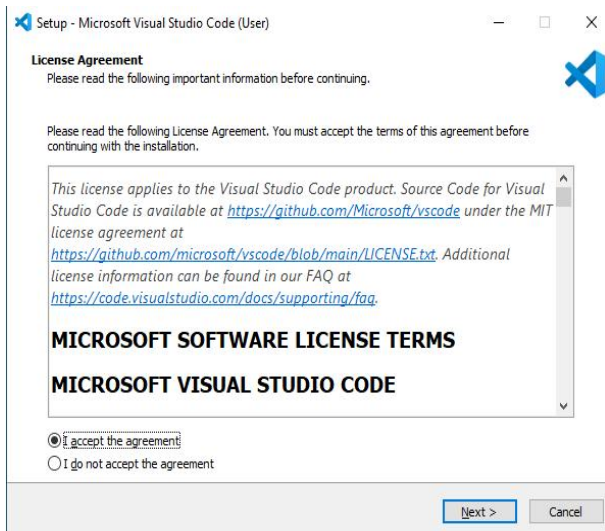 Setup - Microsoft Visual Studio Code (User)
License Agreement
Please read the following important information before continuing.
Please read the following License Agreement. You must accept the terms of this agreement before
continuing with the installation.
This license applies to the Visual Studio Code product. Source Code for Visual
Studio Code is available at https://github.com/Microsoft/vscode under the MIT
license agreement at
https://github.com/microsoft/vscode/blob/main/LICENSE.txt. Additional
license information can be found in our FAQ at
https://code.visualstudio.com/docs/supporting/faq.
MICROSOFT SOFTWARE LICENSE TERMS
MICROSOFT VISUAL STUDIO CODE
I accept the agreement
I do not accept the agreement
Next >
Cancel